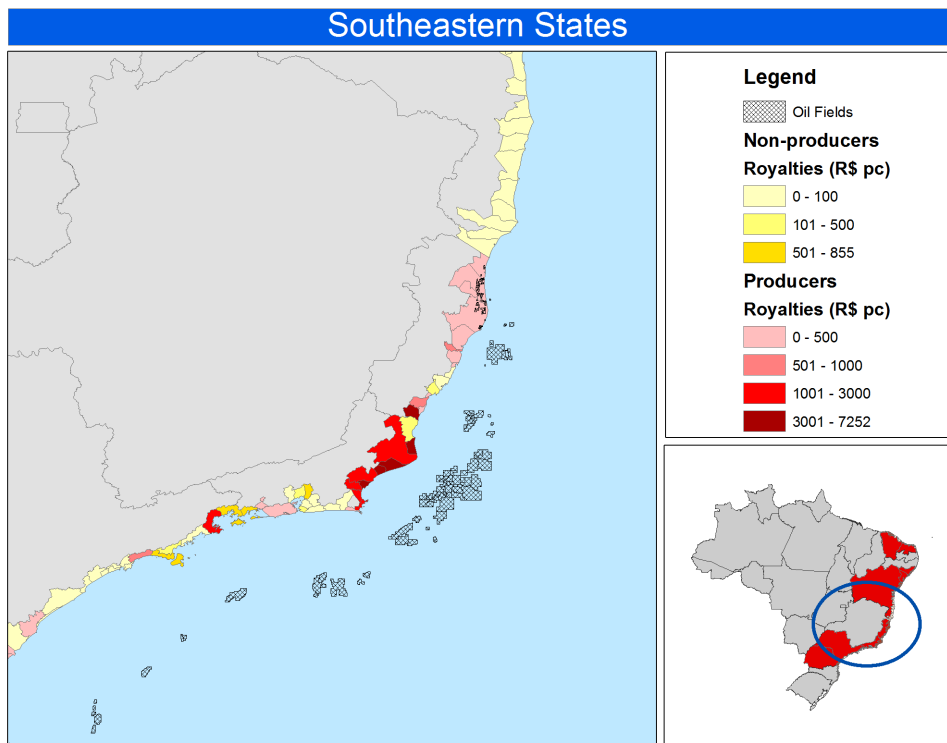 Southeastern States
Legend
Oil Fields
Non-producers
Royalties (R$ pc)
0 - 100
101 - 500
501 - 855
Producers
Royalties (R$ pc)
0 - 500
501 - 1000
1001 - 3000
3001 - 7252